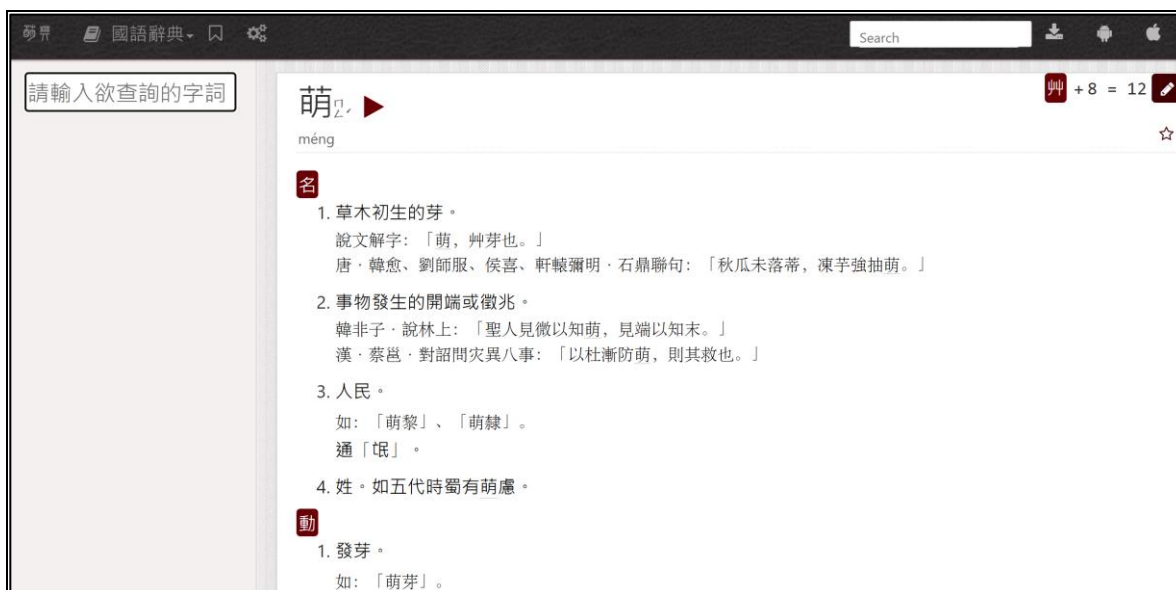 萌典 國語辭典 Search
請輸入欲查詢的字詞
萌ㄇㄥˊ
艸 +8 = 12
méng
名
1. 草木初生的芽。
說文解字：「萌，艸芽也。」
唐．韓愈、劉師服、侯喜、軒轅彌明．石鼎聯句：「秋瓜未落蒂，凍芋強抽萌。」
2. 事物發生的開端或徵兆。
韓非子．說林上：「聖人見微以知萌，見端以知末。」
漢．蔡邕．對詔問灾異八事：「以杜漸防萌，則其救也。」
3. 人民。
如：「萌黎」、「萌隸」。
通「氓」。
4. 姓。如五代時蜀有萌慮。
動
1. 發芽。
如：「萌芽」。